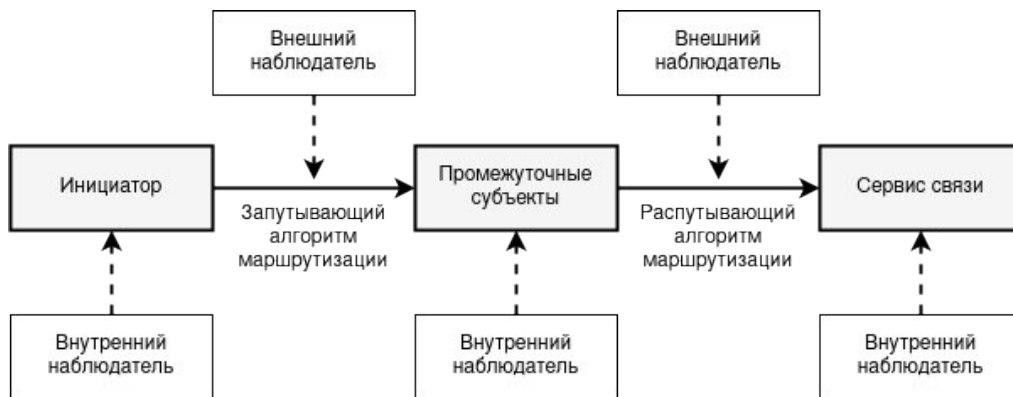 Внешний
наблюдатель
Внешний
наблюдатель
Инициатор
Промежуточные
субъекты
Сервис связи
Запутывающий
алгоритм
маршрутизации
Распутывающий
алгоритм
маршрутизации
Внутренний
наблюдатель
Внутренний
наблюдатель
Внутренний
наблюдатель